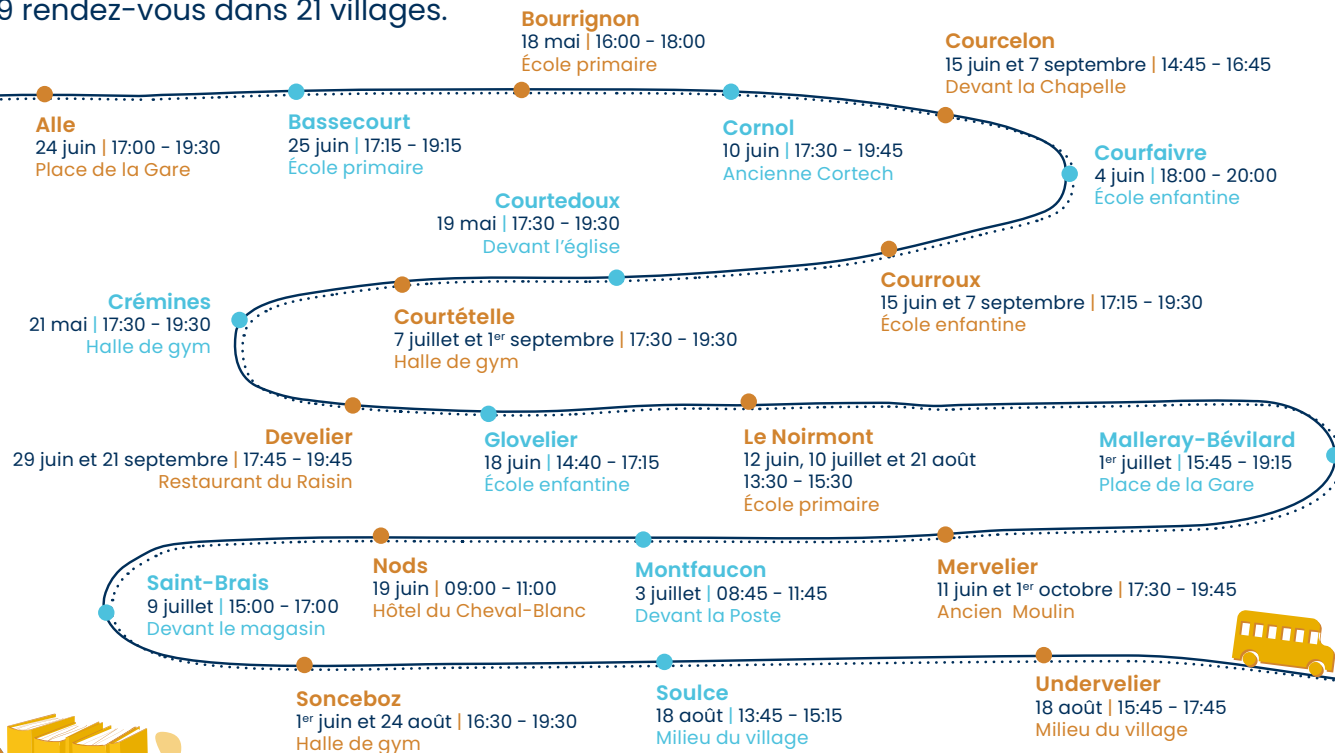 9 rendez-vous dans 21 villages.
Bourrignon
18 mai | 16:00 - 18:00
École primaire
Courcelon
15 juin et 7 septembre | 14:45 - 16:45
Devant la Chapelle
Alle
24 juin | 17:00 - 19:30
Place de la Gare
Bassecourt
25 juin | 17:15 - 19:15
École primaire
Cornol
10 juin | 17:30 - 19:45
Ancienne Cortech
Courfaivre
4 juin | 18:00 - 20:00
École enfantine
Courtedoux
19 mai | 17:30 - 19:30
Devant l’église
Courroux
15 juin et 7 septembre | 17:15 - 19:30
École enfantine
Crémines
21 mai | 17:30 - 19:30
Halle de gym
Courtételle
7 juillet et 1er septembre | 17:30 - 19:30
Halle de gym
Develier
29 juin et 21 septembre | 17:45 - 19:45
Restaurant du Raisin
Glovelier
18 juin | 14:40 - 17:15
École enfantine
Le Noirmont
12 juin, 10 juillet et 21 août
13:30 - 15:30
École primaire
Malleray-Bévilard
1er juillet | 15:45 - 19:15
Place de la Gare
Saint-Brais
9 juillet | 15:00 - 17:00
Devant le magasin
Nods
19 juin | 09:00 - 11:00
Hôtel du Cheval-Blanc
Montfaucon
3 juillet | 08:45 - 11:45
Devant la Poste
Mervelier
11 juin et 1er octobre | 17:30 - 19:45
Ancien Moulin
Sonceboz
1er juin et 24 août | 16:30 - 19:30
Halle de gym
Soulce
18 août | 13:45 - 15:15
Milieu du village
Undervelier
18 août | 15:45 - 17:45
Milieu du village